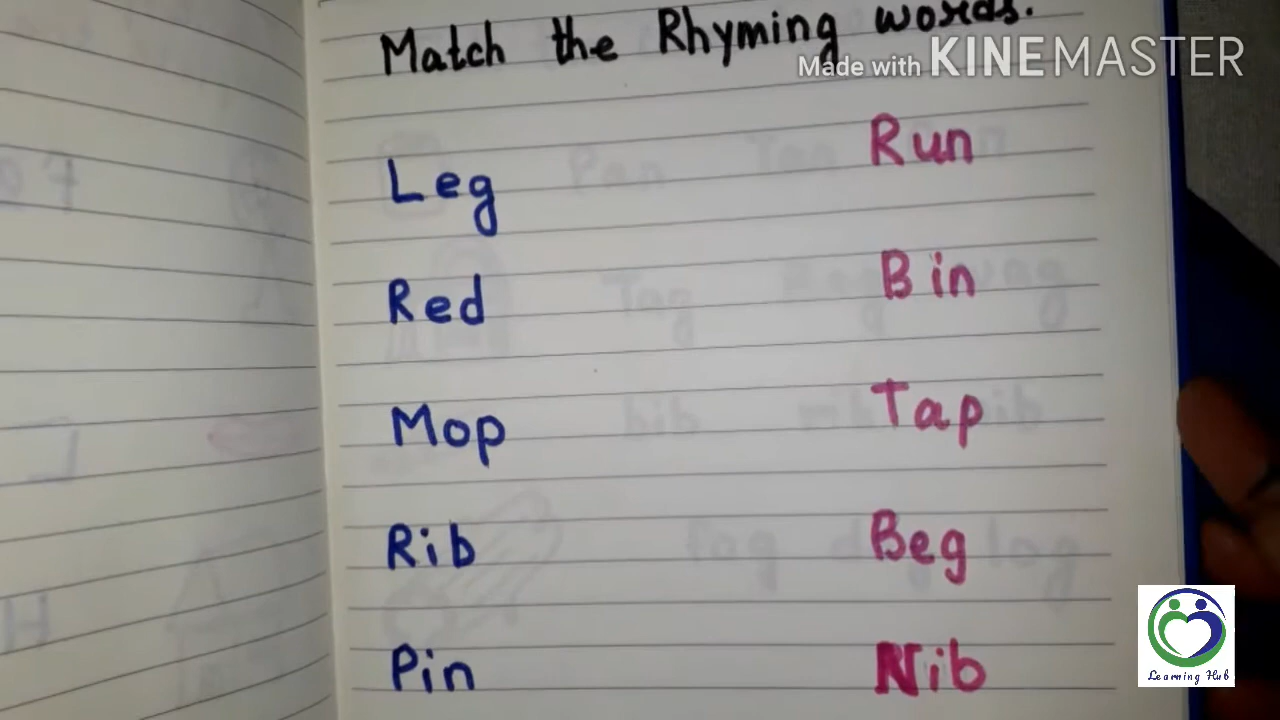 Match the Rhyming words.
Made with KINEMASTER
Leg Run
Red Bin
Mop Tap
Rib Beg
Pin Nib
Learning Hub